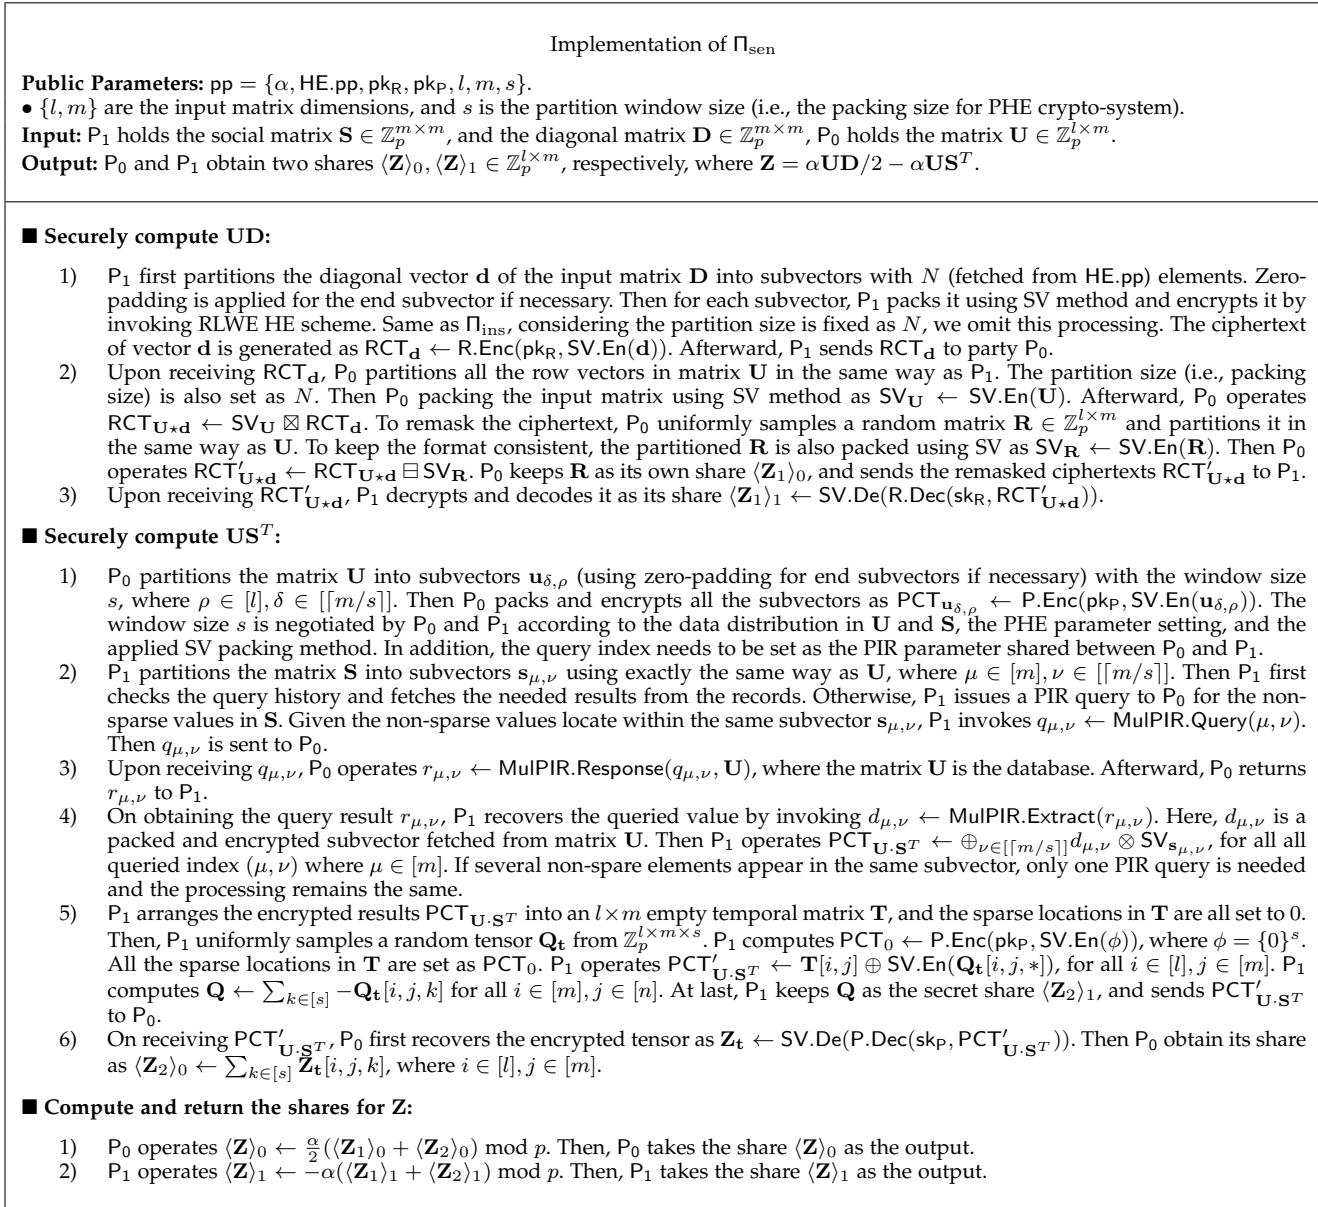 Implementation of Π_sen
Public Parameters: pp = {α, HE.pp, pk_R, pk_P, l, m, s}.
• {l, m} are the input matrix dimensions, and s is the partition window size (i.e., the packing size for PHE crypto-system).
Input: P_1 holds the social matrix S ∈ ℤ_p^{m×m}, and the diagonal matrix D ∈ ℤ_p^{m×m}, P_0 holds the matrix U ∈ ℤ_p^{l×m}.
Output: P_0 and P_1 obtain two shares ⟨Z⟩_0, ⟨Z⟩_1 ∈ ℤ_p^{l×m}, respectively, where Z = αUD/2 − αUS^T.
■ Securely compute UD:
1) P_1 first partitions the diagonal vector d of the input matrix D into subvectors with N (fetched from HE.pp) elements. Zero-
padding is applied for the end subvector if necessary. Then for each subvector, P_1 packs it using SV method and encrypts it by
invoking RLWE HE scheme. Same as Π_ins, considering the partition size is fixed as N, we omit this processing. The ciphertext
of vector d is generated as RCT_d ← R.Enc(pk_R, SV.En(d)). Afterward, P_1 sends RCT_d to party P_0.
2) Upon receiving RCT_d, P_0 partitions all the row vectors in matrix U in the same way as P_1. The partition size (i.e., packing
size) is also set as N. Then P_0 packing the input matrix using SV method as SV_U ← SV.En(U). Afterward, P_0 operates
RCT_{U⋆d} ← SV_U ⊠ RCT_d. To remask the ciphertext, P_0 uniformly samples a random matrix R ∈ ℤ_p^{l×m} and partitions it in
the same way as U. To keep the format consistent, the partitioned R is also packed using SV as SV_R ← SV.En(R). Then P_0
operates RCT′_{U⋆d} ← RCT_{U⋆d} ⊟ SV_R. P_0 keeps R as its own share ⟨Z_1⟩_0, and sends the remasked ciphertexts RCT′_{U⋆d} to P_1.
3) Upon receiving RCT′_{U⋆d}, P_1 decrypts and decodes it as its share ⟨Z_1⟩_1 ← SV.De(R.Dec(sk_R, RCT′_{U⋆d})).
■ Securely compute US^T:
1) P_0 partitions the matrix U into subvectors u_{δ,ρ} (using zero-padding for end subvectors if necessary) with the window size
s, where ρ ∈ [l], δ ∈ [⌈m/s⌉]. Then P_0 packs and encrypts all the subvectors as PCT_{u_{δ,ρ}} ← P.Enc(pk_P, SV.En(u_{δ,ρ})). The
window size s is negotiated by P_0 and P_1 according to the data distribution in U and S, the PHE parameter setting, and the
applied SV packing method. In addition, the query index needs to be set as the PIR parameter shared between P_0 and P_1.
2) P_1 partitions the matrix S into subvectors s_{μ,ν} using exactly the same way as U, where μ ∈ [m], ν ∈ [⌈m/s⌉]. Then P_1 first
checks the query history and fetches the needed results from the records. Otherwise, P_1 issues a PIR query to P_0 for the non-
sparse values in S. Given the non-sparse values locate within the same subvector s_{μ,ν}, P_1 invokes q_{μ,ν} ← MulPIR.Query(μ, ν).
Then q_{μ,ν} is sent to P_0.
3) Upon receiving q_{μ,ν}, P_0 operates r_{μ,ν} ← MulPIR.Response(q_{μ,ν}, U), where the matrix U is the database. Afterward, P_0 returns
r_{μ,ν} to P_1.
4) On obtaining the query result r_{μ,ν}, P_1 recovers the queried value by invoking d_{μ,ν} ← MulPIR.Extract(r_{μ,ν}). Here, d_{μ,ν} is a
packed and encrypted subvector fetched from matrix U. Then P_1 operates PCT_{U·S^T} ← ⊕_{ν∈[⌈m/s⌉]} d_{μ,ν} ⊗ SV_{s_{μ,ν}}, for all all
queried index (μ, ν) where μ ∈ [m]. If several non-spare elements appear in the same subvector, only one PIR query is needed
and the processing remains the same.
5) P_1 arranges the encrypted results PCT_{U·S^T} into an l×m empty temporal matrix T, and the sparse locations in T are all set to 0.
Then, P_1 uniformly samples a random tensor Q_t from ℤ_p^{l×m×s}. P_1 computes PCT_0 ← P.Enc(pk_P, SV.En(ϕ)), where ϕ = {0}^s.
All the sparse locations in T are set as PCT_0. P_1 operates PCT′_{U·S^T} ← T[i, j] ⊕ SV.En(Q_t[i, j, ∗]), for all i ∈ [l], j ∈ [m]. P_1
computes Q ← ∑_{k∈[s]} −Q_t[i, j, k] for all i ∈ [m], j ∈ [n]. At last, P_1 keeps Q as the secret share ⟨Z_2⟩_1, and sends PCT′_{U·S^T}
to P_0.
6) On receiving PCT′_{U·S^T}, P_0 first recovers the encrypted tensor as Z_t ← SV.De(P.Dec(sk_P, PCT′_{U·S^T})). Then P_0 obtain its share
as ⟨Z_2⟩_0 ← ∑_{k∈[s]} Z_t[i, j, k], where i ∈ [l], j ∈ [m].
■ Compute and return the shares for Z:
1) P_0 operates ⟨Z⟩_0 ← α/2(⟨Z_1⟩_0 + ⟨Z_2⟩_0) mod p. Then, P_0 takes the share ⟨Z⟩_0 as the output.
2) P_1 operates ⟨Z⟩_1 ← −α(⟨Z_1⟩_1 + ⟨Z_2⟩_1) mod p. Then, P_1 takes the share ⟨Z⟩_1 as the output.